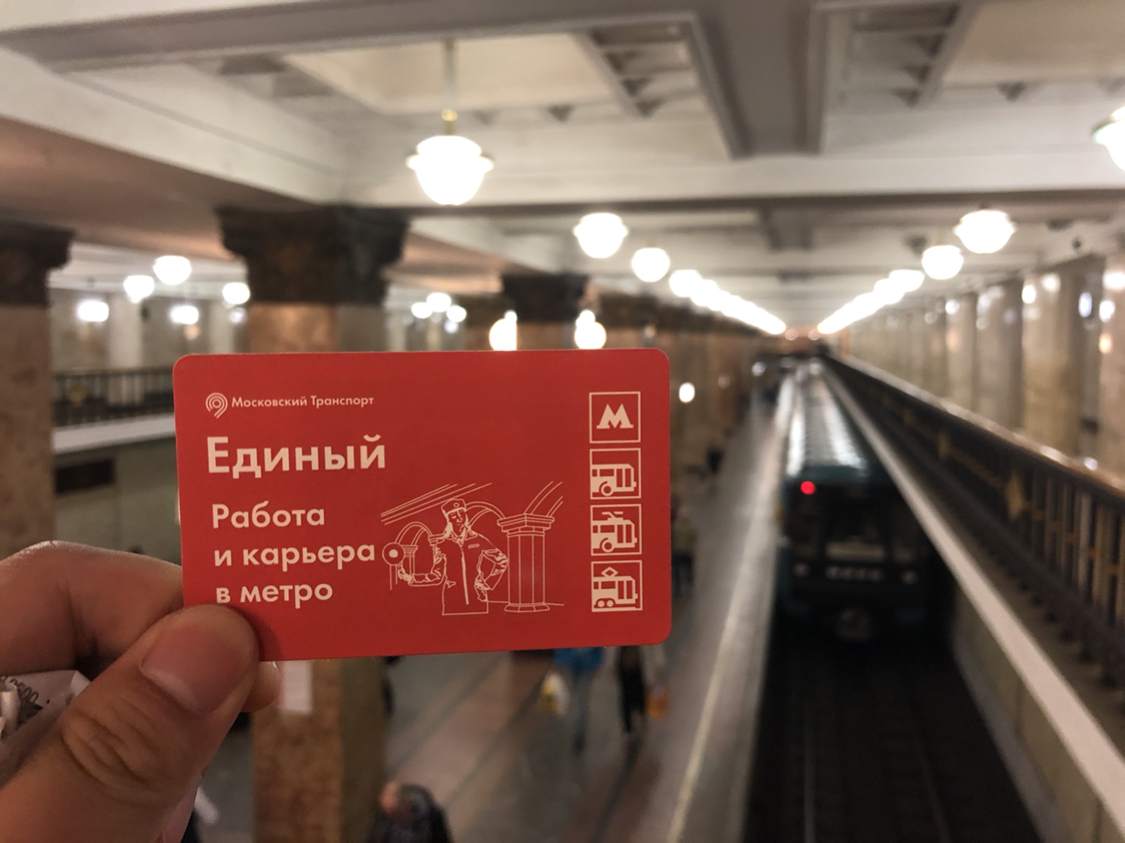 Московский Транспорт
Единый
Работа
и карьера
в метро
М